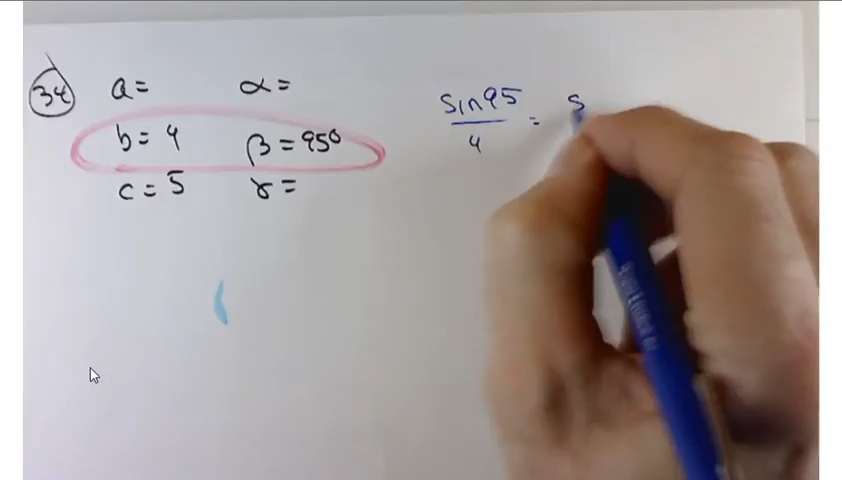 34 a= α=
b= 4 β= 95°
c= 5 γ=
sin95/4 = s